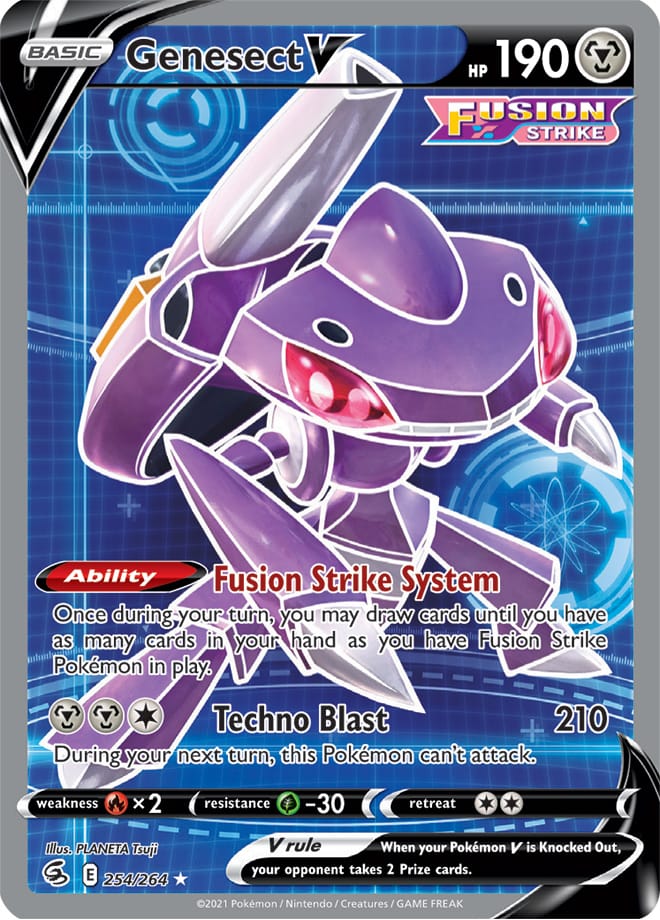 BASIC Genesect V HP 190
FUSION
STRIKE
Ability Fusion Strike System
Once during your turn, you may draw cards until you have
as many cards in your hand as you have Fusion Strike
Pokémon in play.
Techno Blast 210
During your next turn, this Pokémon can't attack.
weakness ×2 resistance -30 retreat
Illus. PLANETA Tsuji
V rule When your Pokémon V is Knocked Out,
your opponent takes 2 Prize cards.
E 254/264 ★
©2021 Pokémon / Nintendo / Creatures / GAME FREAK